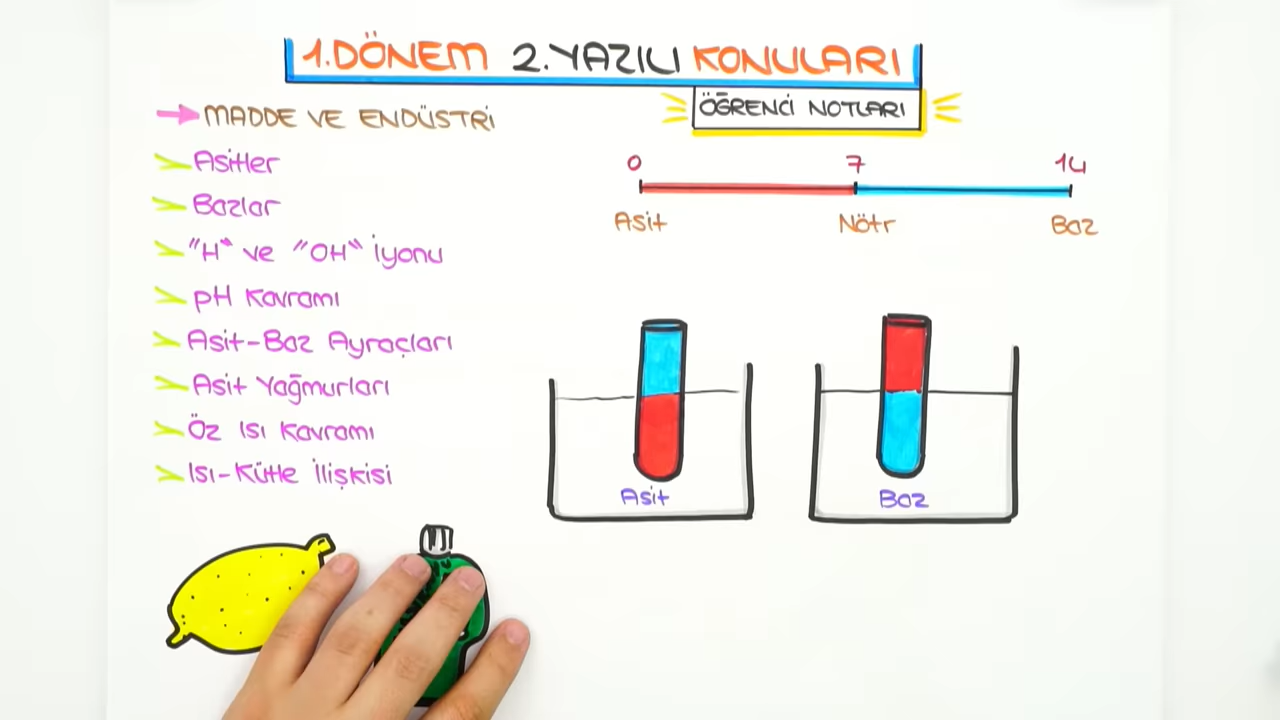 1.DÖNEM 2.YAZILI KONULARI
ÖĞRENCİ NOTLARI
MADDE VE ENDÜSTRİ
Asitler
Bazlar
"H" ve "OH" İyonu
pH Kavramı
Asit-Baz Ayraçları
Asit Yağmurları
Öz Isı Kavramı
Isı-Kütle İlişkisi
0 7 14
Asit Nötr Baz
Asit
Baz